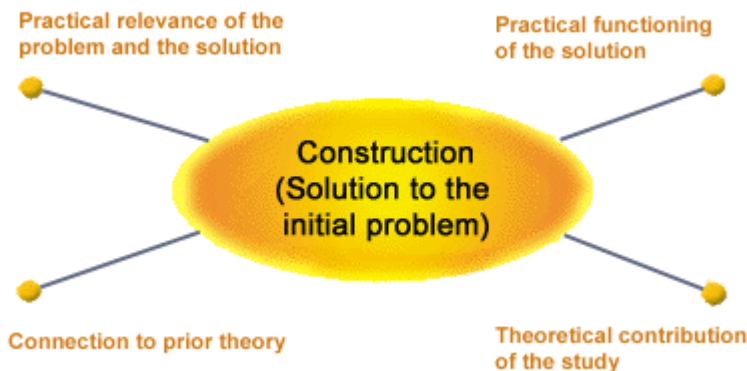 Practical relevance of the
problem and the solution
Practical functioning
of the solution
Construction
(Solution to the
initial problem)
Connection to prior theory
Theoretical contribution
of the study